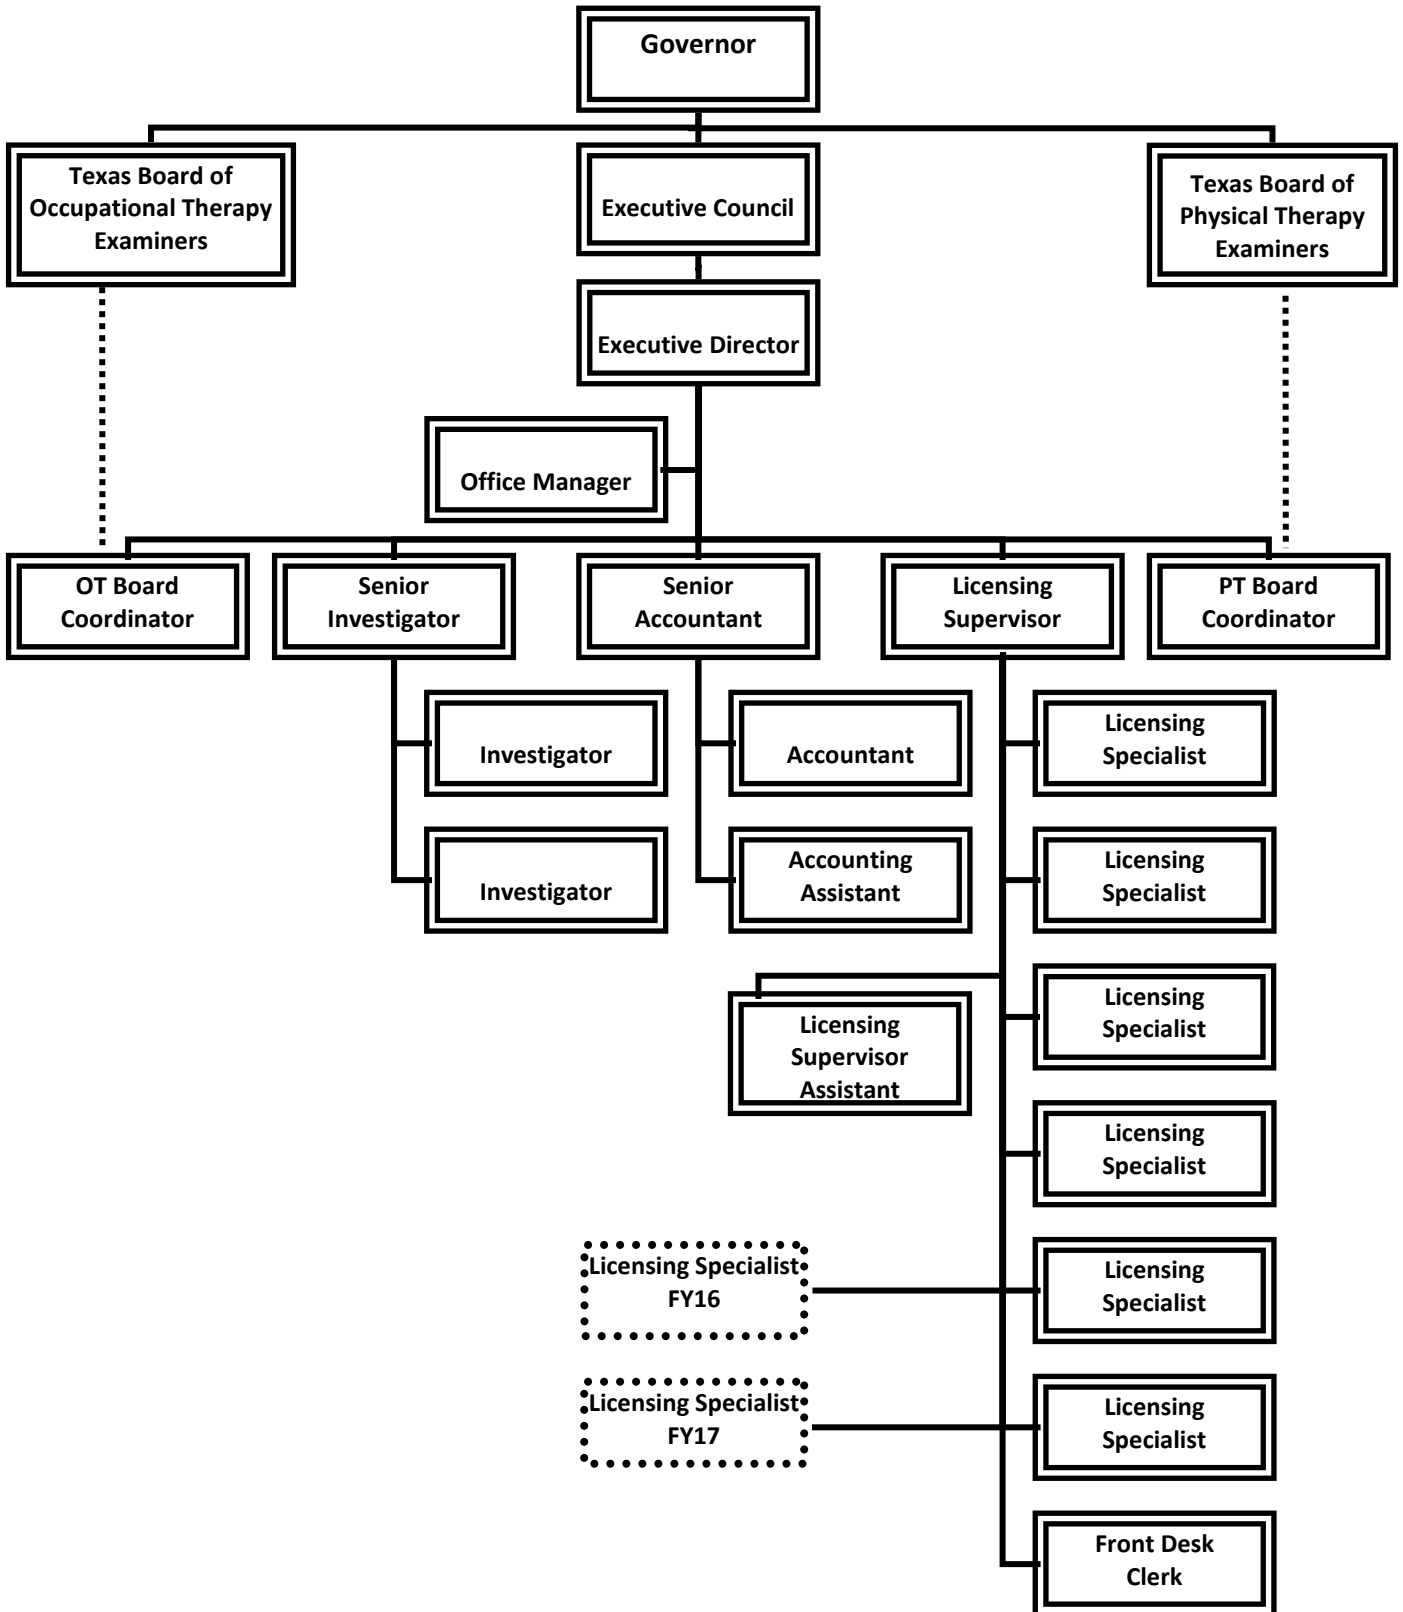 Governor
Texas Board of
Occupational Therapy
Examiners
Executive Council
Texas Board of
Physical Therapy
Examiners
Executive Director
Office Manager
OT Board
Coordinator
Senior
Investigator
Senior
Accountant
Licensing
Supervisor
PT Board
Coordinator
Investigator
Accountant
Licensing
Specialist
Investigator
Accounting
Assistant
Licensing
Specialist
Licensing
Supervisor
Assistant
Licensing
Specialist
Licensing
Specialist
Licensing Specialist
FY16
Licensing
Specialist
Licensing Specialist
FY17
Licensing
Specialist
Front Desk
Clerk